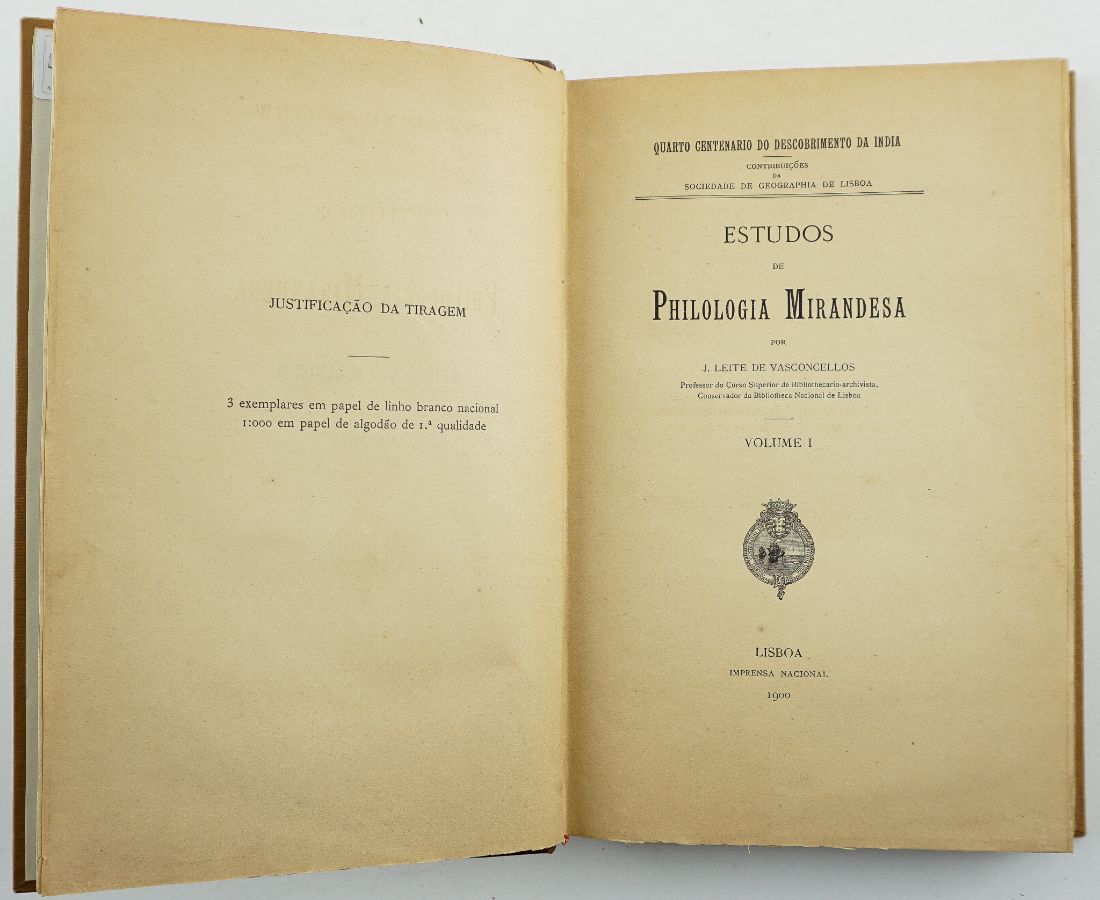 JUSTIFICAÇÃO DA TIRAGEM
3 exemplares em papel de linho branco nacional
1:000 em papel de algodão de 1.ª qualidade
QUARTO CENTENARIO DO DESCOBRIMENTO DA INDIA
CONTRIBUIÇÕES
DA
SOCIEDADE DE GEOGRAPHIA DE LISBOA
ESTUDOS
DE
PHILOLOGIA MIRANDESA
POR
J. LEITE DE VASCONCELLOS
Professor do Curso Superior de Bibliothecario-archivista,
Conservador da Bibliotheca Nacional de Lisboa
VOLUME I
LISBOA
IMPRENSA NACIONAL
1900